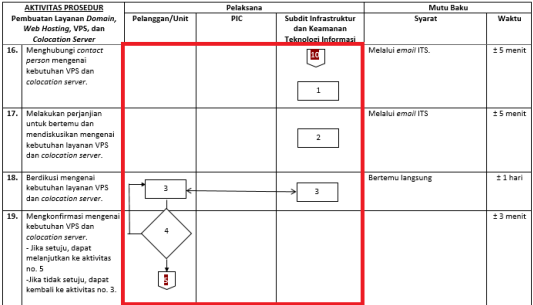 AKTIVITAS PROSEDUR
Pelaksana
Mutu Baku
Pembuatan Layanan Domain,
Web Hosting, VPS, dan
Colocation Server
Pelanggan/Unit
PIC
Subdit Infrastruktur
dan Keamanan
Teknologi Informasi
Syarat
Waktu
16. Menghubungi contact
person mengenai
kebutuhan VPS dan
colocation server.
10
1
Melalui email ITS.
± 5 menit
17. Melakukan perjanjian
untuk bertemu dan
mendiskusikan mengenai
kebutuhan layanan VPS
dan colocation server.
2
Melalui email ITS
± 5 menit
18. Berdikusi mengenai
kebutuhan layanan VPS
dan colocation server.
3
3
Bertemu langsung
± 1 hari
19. Mengkonfirmasi mengenai
kebutuhan VPS dan
colocation server.
- Jika setuju, dapat
melanjutkan ke aktivitas
no. 5
-Jika tidak setuju, dapat
kembali ke aktivitas no. 3.
4
5
± 3 menit